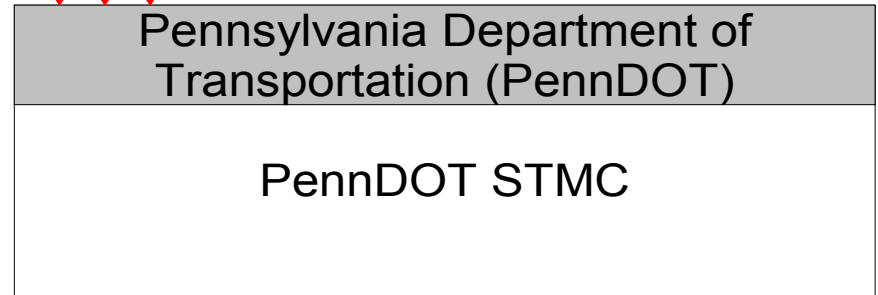 Pennsylvania Department of
Transportation (PennDOT)
PennDOT STMC